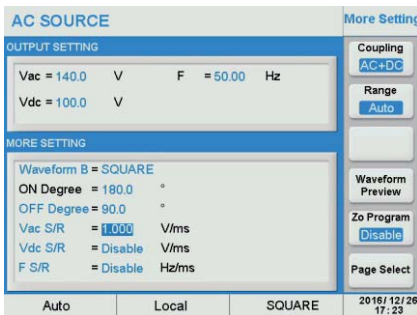 AC SOURCE
More Setting
OUTPUT SETTING
Vac = 140.0 V F = 50.00 Hz
Vdc = 100.0 V
MORE SETTING
Waveform B = SQUARE
ON Degree = 180.0 °
OFF Degree = 90.0 °
Vac S/R = 1.000 V/ms
Vdc S/R = Disable V/ms
F S/R = Disable Hz/ms
Coupling
AC+DC
Range
Auto
Waveform
Preview
Zo Program
Disable
Page Select
Auto Local SQUARE 2016/12/26
17:23